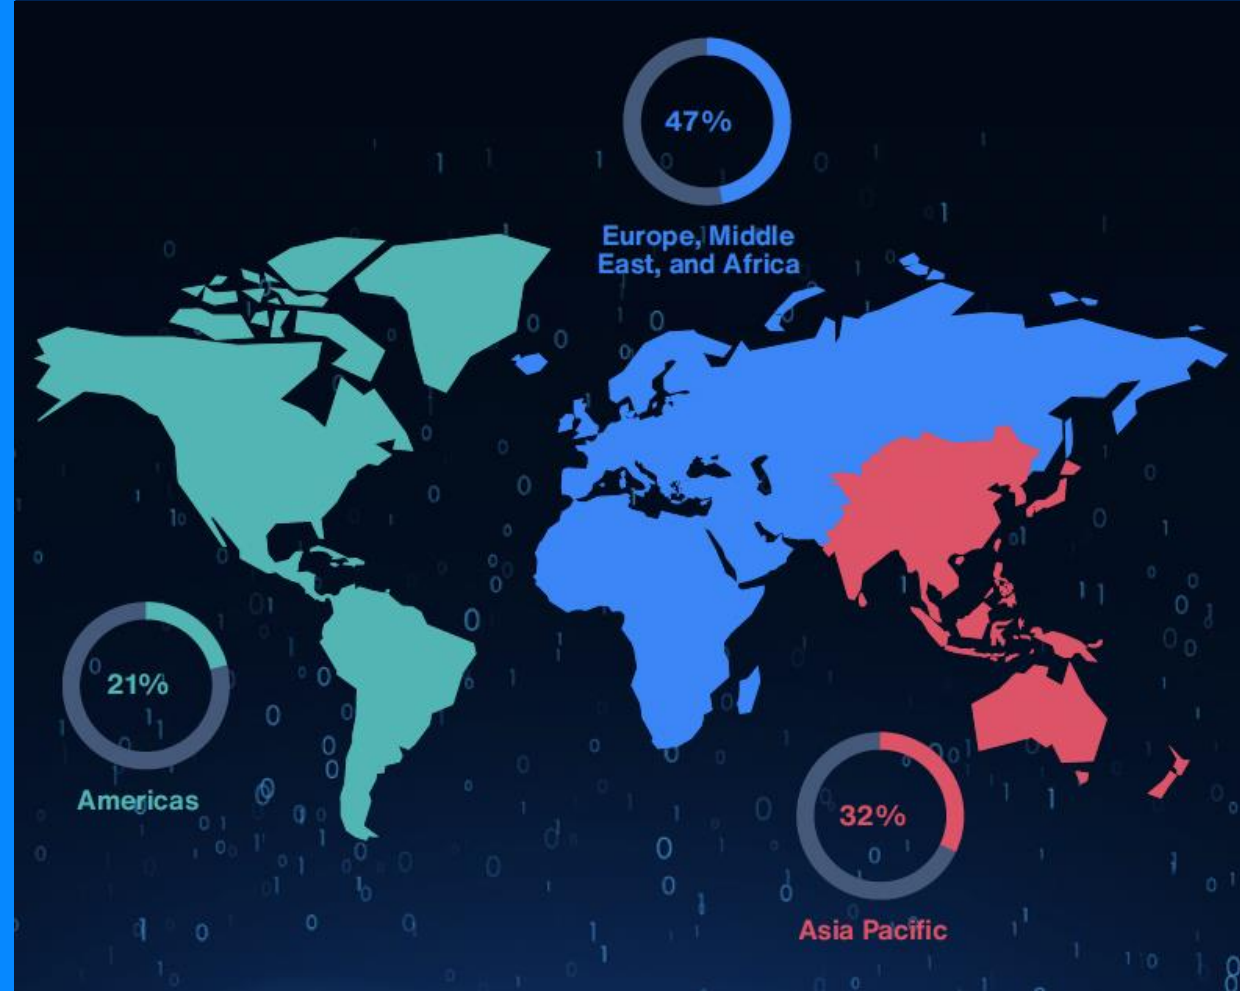 47%
Europe, Middle
East, and Africa
21%
Americas
32%
Asia Pacific